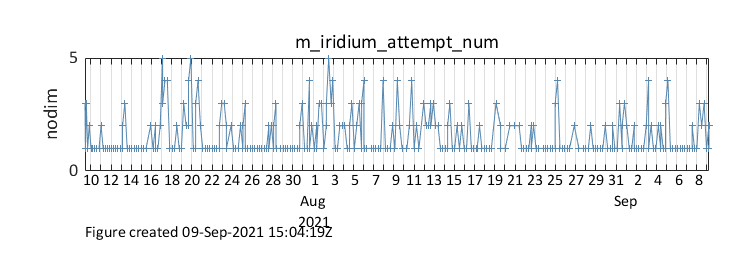 m_iridium_attempt_num
5
nodim
0
10 12 14 16 18 20 22 24 26 28 30 1 3 5 7 9 11 13 15 17 19 21 23 25 27 29 31 2 4 6 8
Aug Sep
2021
Figure created 09-Sep-2021 15:04:19Z